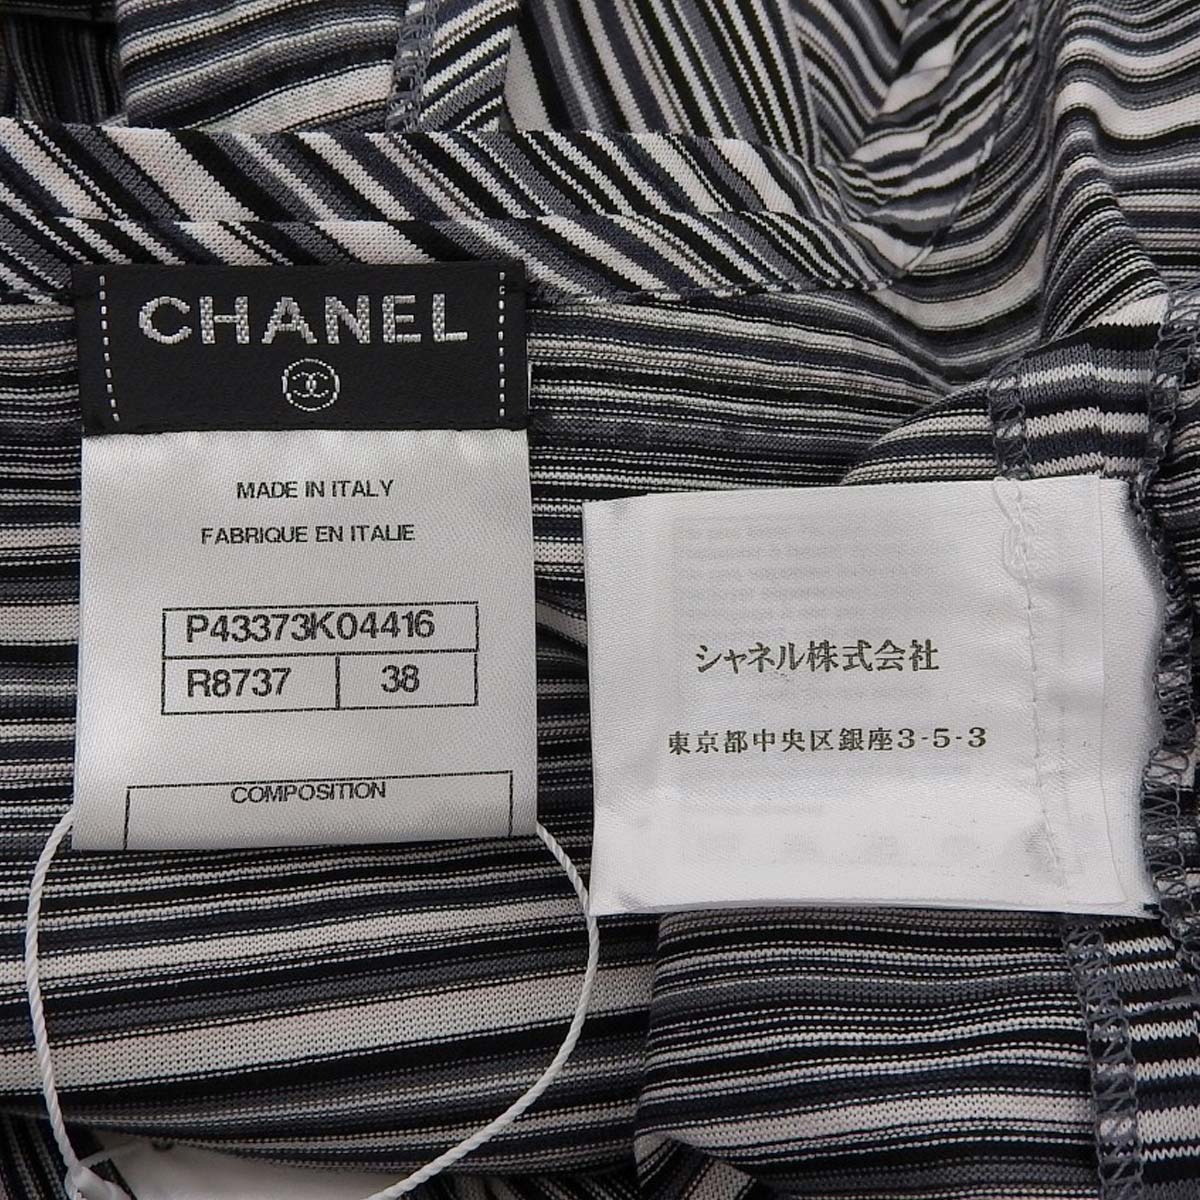 CHANEL
MADE IN ITALY
FABRIQUE EN ITALIE
P43373K04416
R8737 38
COMPOSITION
シャネル株式会社
東京都中央区銀座3-5-3